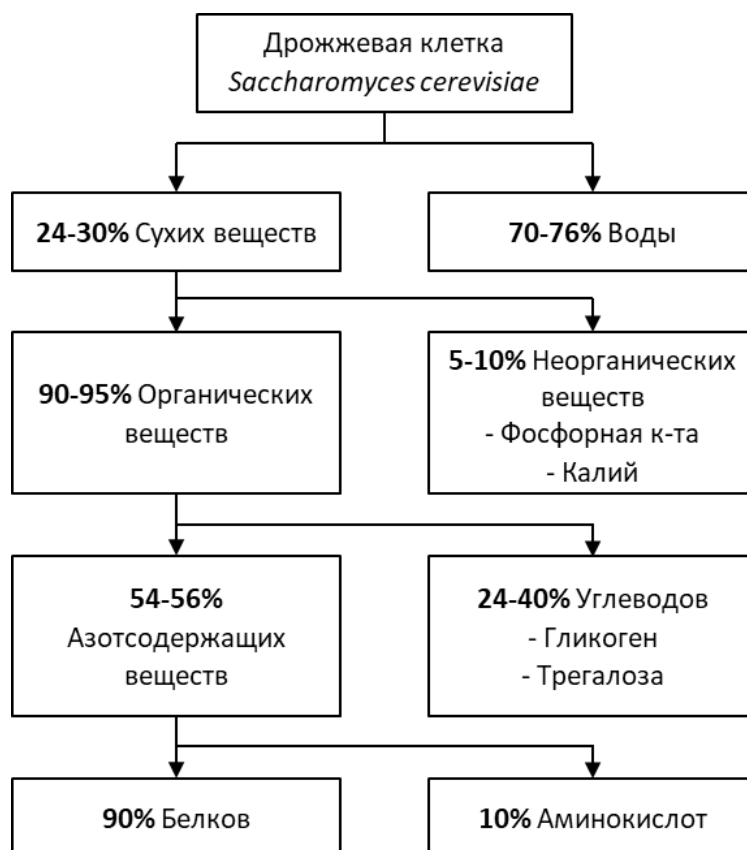 Дрожжевая клетка
Saccharomyces cerevisiae
24-30% Сухих веществ
70-76% Воды
90-95% Органических
веществ
5-10% Неорганических
веществ
- Фосфорная к-та
- Калий
54-56%
Азотсодержащих
веществ
24-40% Углеводов
- Гликоген
- Трегалоза
90% Белков
10% Аминокислот